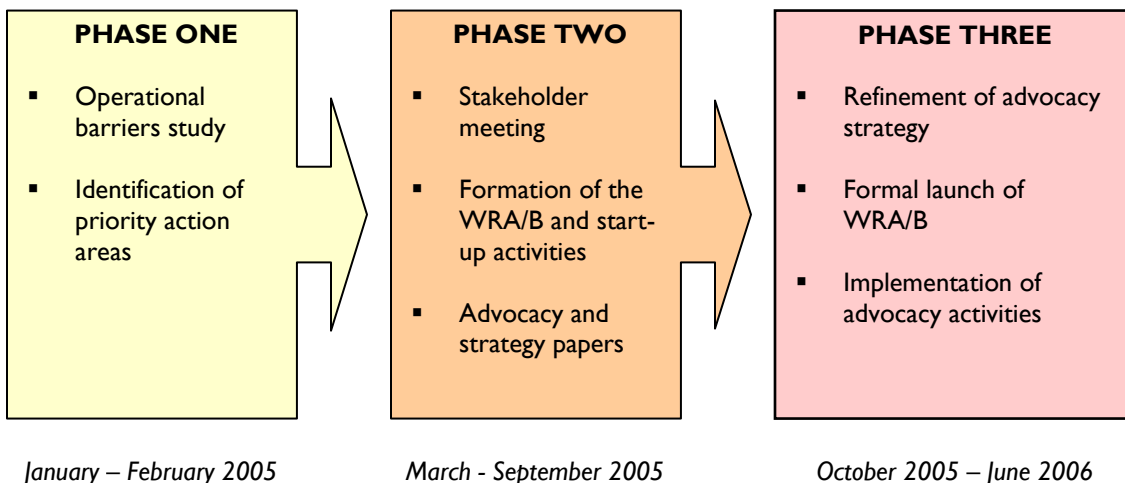 PHASE ONE
▪ Operational
barriers study
▪ Identification of
priority action
areas
January – February 2005
PHASE TWO
▪ Stakeholder
meeting
▪ Formation of the
WRA/B and start-
up activities
▪ Advocacy and
strategy papers
March - September 2005
PHASE THREE
▪ Refinement of advocacy
strategy
▪ Formal launch of
WRA/B
▪ Implementation of
advocacy activities
October 2005 – June 2006